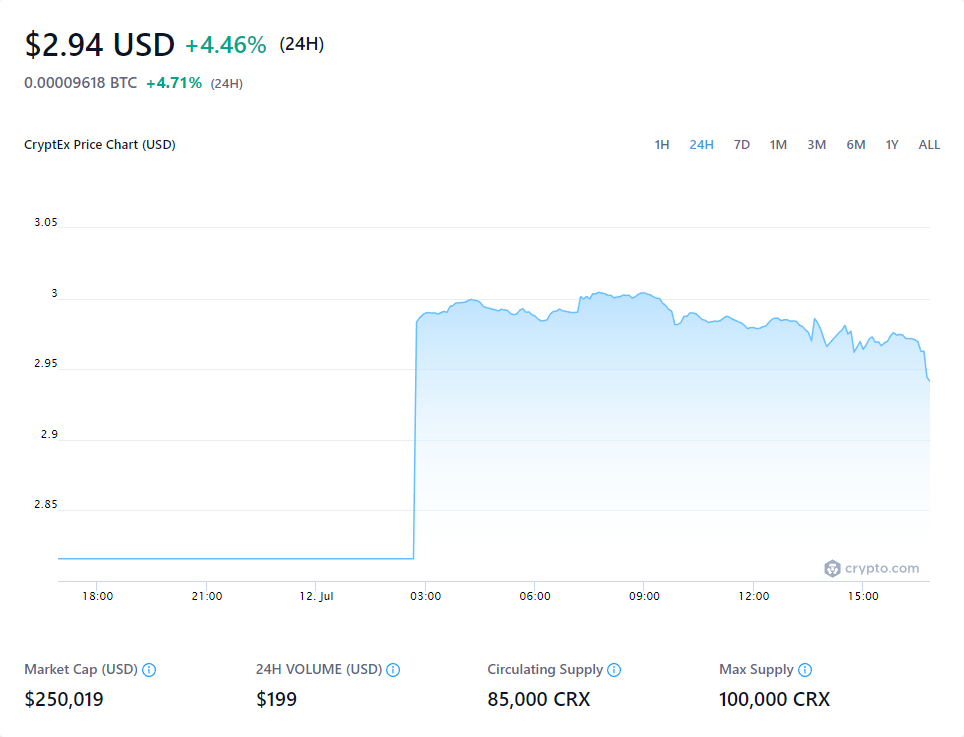 $2.94 USD +4.46% (24H)
0.00009618 BTC +4.71% (24H)
CryptEx Price Chart (USD)
1H 24H 7D 1M 3M 6M 1Y ALL
3.05
3
2.95
2.9
2.85
crypto.com
18:00 21:00 12. Jul 03:00 06:00 09:00 12:00 15:00
Market Cap (USD) 24H VOLUME (USD) Circulating Supply Max Supply
$250,019 $199 85,000 CRX 100,000 CRX